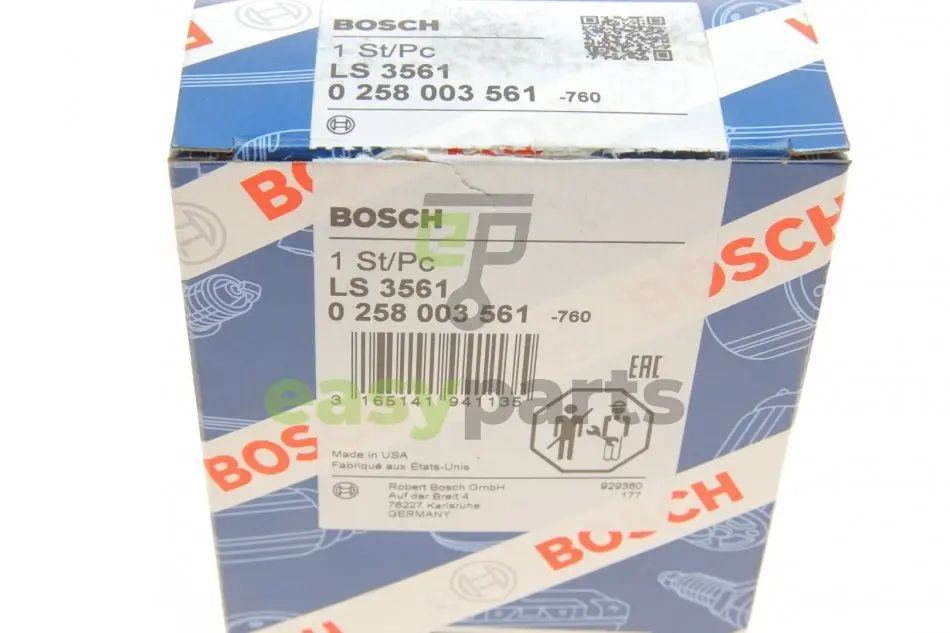 BOSCH
1 St/Pc
LS 3561
0 258 003 561 -760
BOSCH
BOSCH
BOSCH
ep
1 St/Pc
LS 3561
0 258 003 561 -760
EAC
3 165141 941135
easyparts
Made in USA
Fabriqué aux États-Unis
Robert Bosch GmbH
Auf der Breit 4
76227 Karlsruhe
GERMANY
929380
177
BOSCH
BOSCH
BOSCH